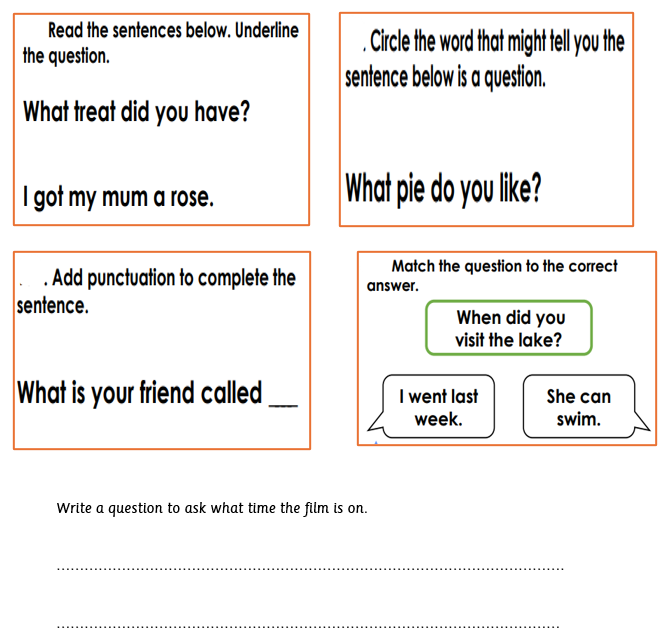 Read the sentences below. Underline
the question.
What treat did you have?
I got my mum a rose.
. Circle the word that might tell you the
sentence below is a question.
What pie do you like?
. . Add punctuation to complete the
sentence.
What is your friend called ___
Match the question to the correct
answer.
When did you
visit the lake?
I went last
week.
She can
swim.
Write a question to ask what time the film is on.